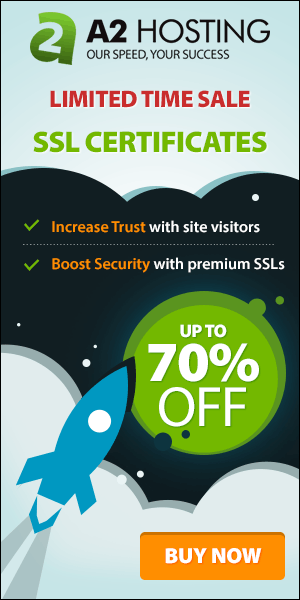 A2 HOSTING
OUR SPEED, YOUR SUCCESS
LIMITED TIME SALE
SSL CERTIFICATES
Increase Trust with site visitors
Boost Security with premium SSLs
UP TO
70%
OFF
BUY NOW